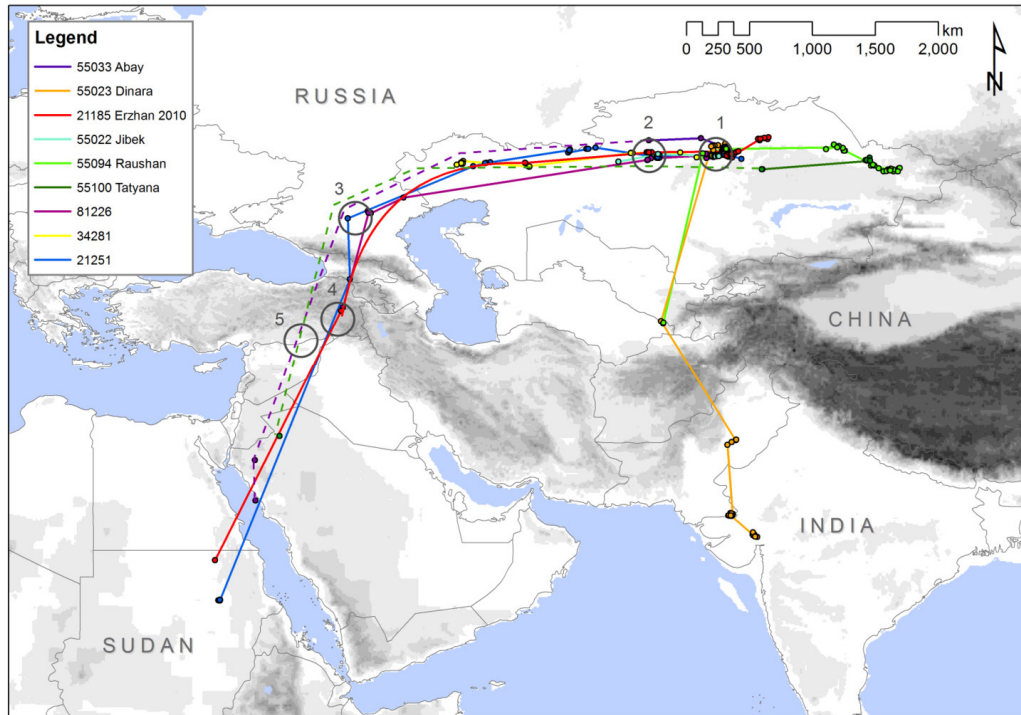 Legend
55033 Abay
55023 Dinara
21185 Erzhan 2010
55022 Jibek
55094 Raushan
55100 Tatyana
81226
34281
21251
km
0 250 500 1,000 1,500 2,000
N
RUSSIA
2 1
3
4
5
CHINA
INDIA
SUDAN